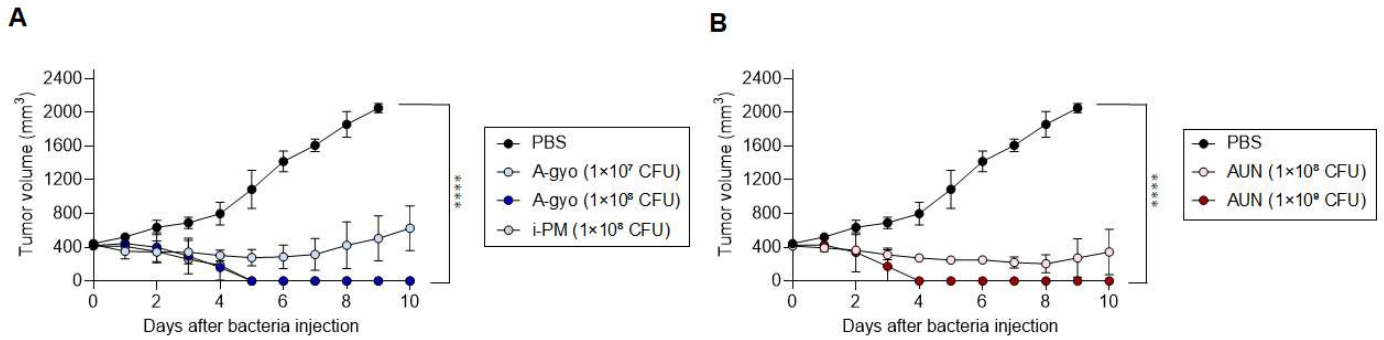 A
Tumor volume (mm³)
2400
2000
1600
1200
800
400
0
0 2 4 6 8 10
Days after bacteria injection
PBS
A-gyo (1×10⁷ CFU)
A-gyo (1×10⁸ CFU)
i-PM (1×10⁸ CFU)
****
B
Tumor volume (mm³)
2400
2000
1600
1200
800
400
0
0 2 4 6 8 10
Days after bacteria injection
PBS
AUN (1×10⁸ CFU)
AUN (1×10⁹ CFU)
****